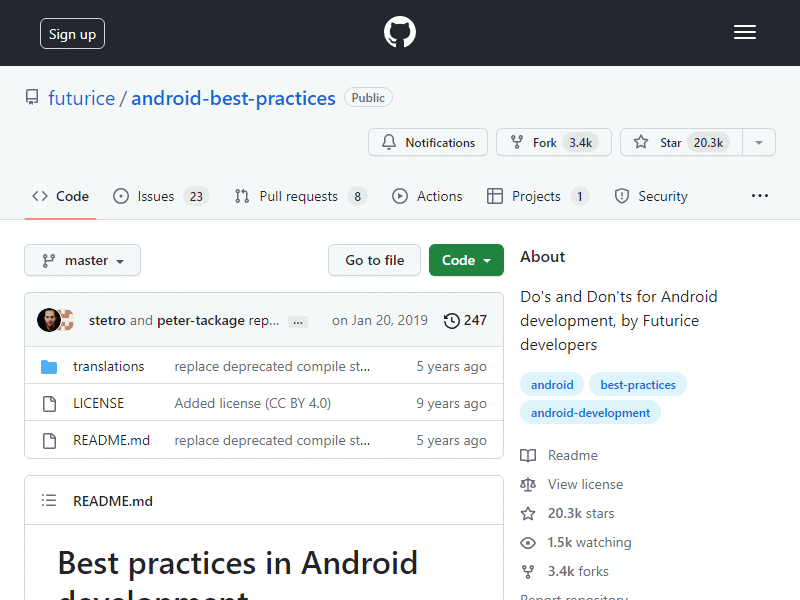 Sign up
futurice / android-best-practices Public
Notifications Fork 3.4k Star 20.3k
Code Issues 23 Pull requests 8 Actions Projects 1 Security ...
master Go to file Code
stetro and peter-tackage rep... ... on Jan 20, 2019 247
translations replace deprecated compile st... 5 years ago
LICENSE Added license (CC BY 4.0) 9 years ago
README.md replace deprecated compile st... 5 years ago
README.md
Best practices in Android
development
About
Do's and Don'ts for Android
development, by Futurice
developers
android best-practices
android-development
Readme
View license
20.3k stars
1.5k watching
3.4k forks
Report repository